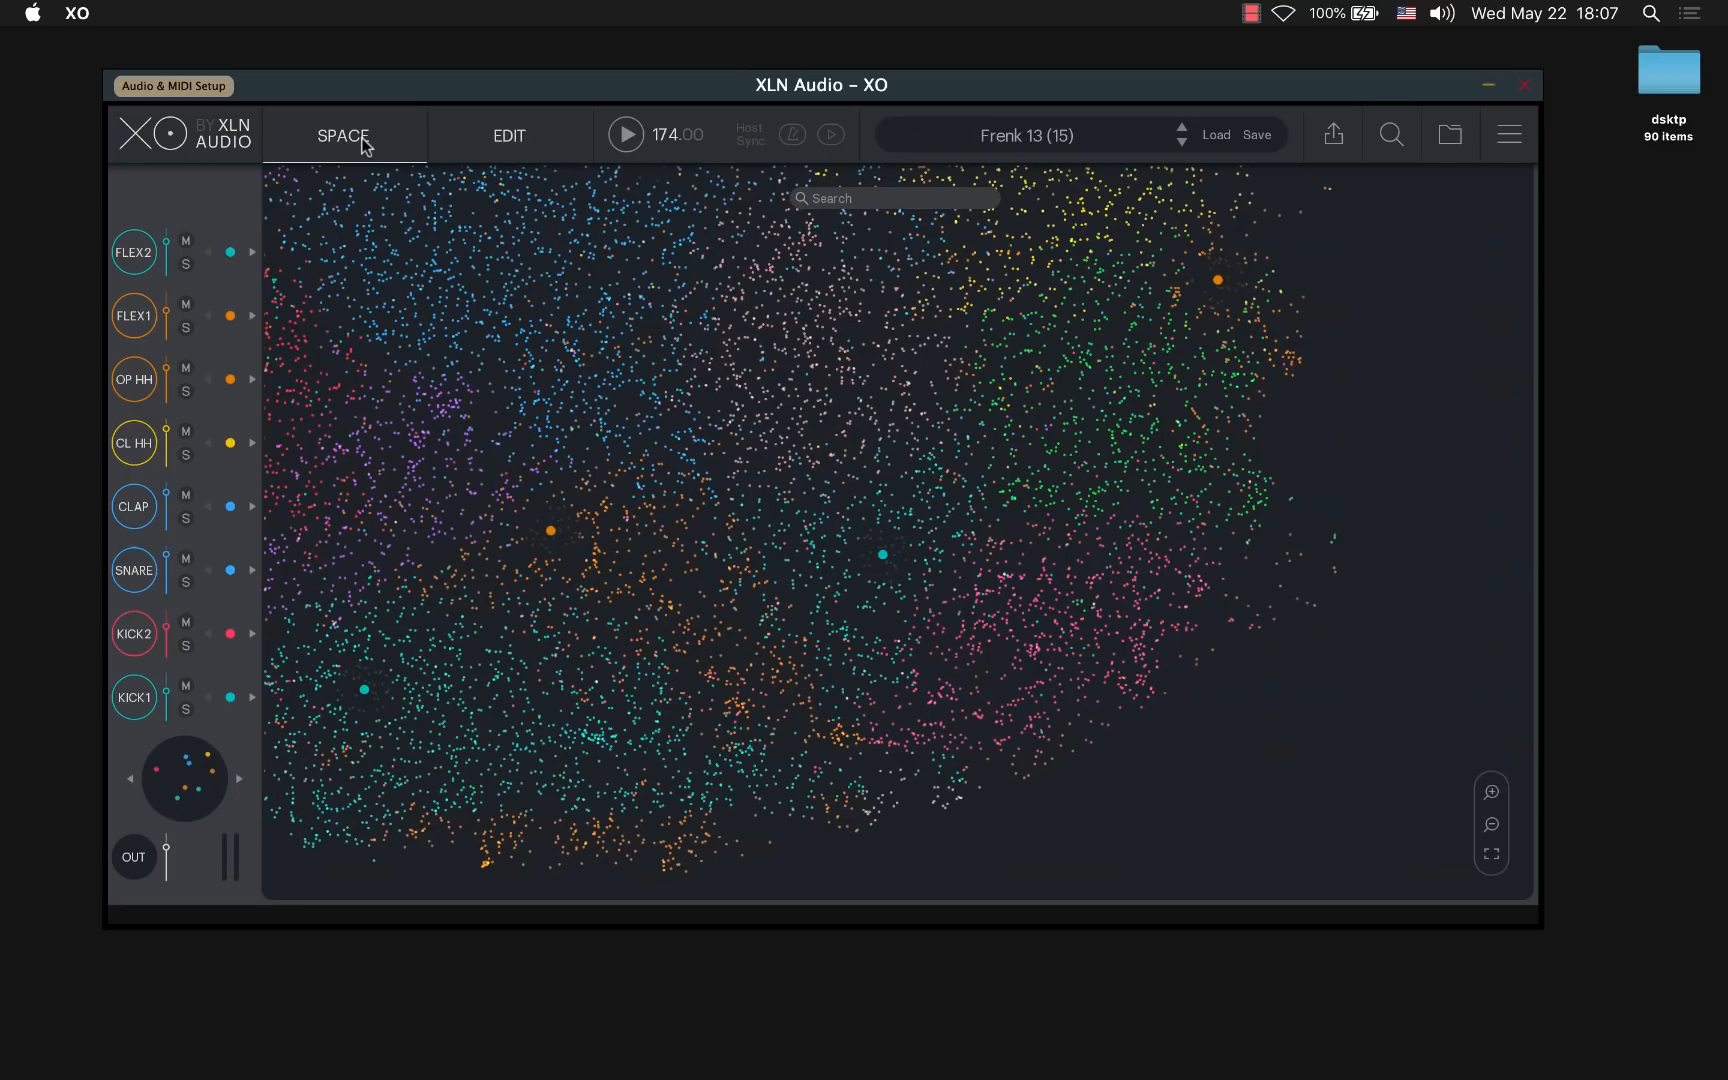 XO
100%
Wed May 22 18:07
Audio & MIDI Setup
XLN Audio – XO
dsktp
90 items
XO BY XLN AUDIO
SPACE
EDIT
174.00
Host Sync
Frenk 13 (15)
Load
Save
Search
FLEX2
M
S
FLEX1
M
S
OP HH
M
S
CL HH
M
S
CLAP
M
S
SNARE
M
S
KICK2
M
S
KICK1
M
S
OUT